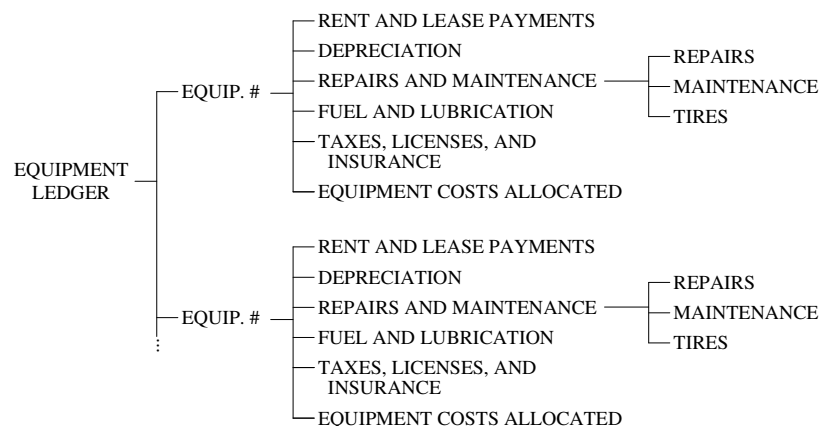 RENT AND LEASE PAYMENTS
DEPRECIATION
REPAIRS AND MAINTENANCE
FUEL AND LUBRICATION
TAXES, LICENSES, AND
INSURANCE
EQUIPMENT COSTS ALLOCATED
REPAIRS
MAINTENANCE
TIRES
EQUIP. #
EQUIPMENT
LEDGER
RENT AND LEASE PAYMENTS
DEPRECIATION
REPAIRS AND MAINTENANCE
FUEL AND LUBRICATION
TAXES, LICENSES, AND
INSURANCE
EQUIPMENT COSTS ALLOCATED
REPAIRS
MAINTENANCE
TIRES
EQUIP. #
...